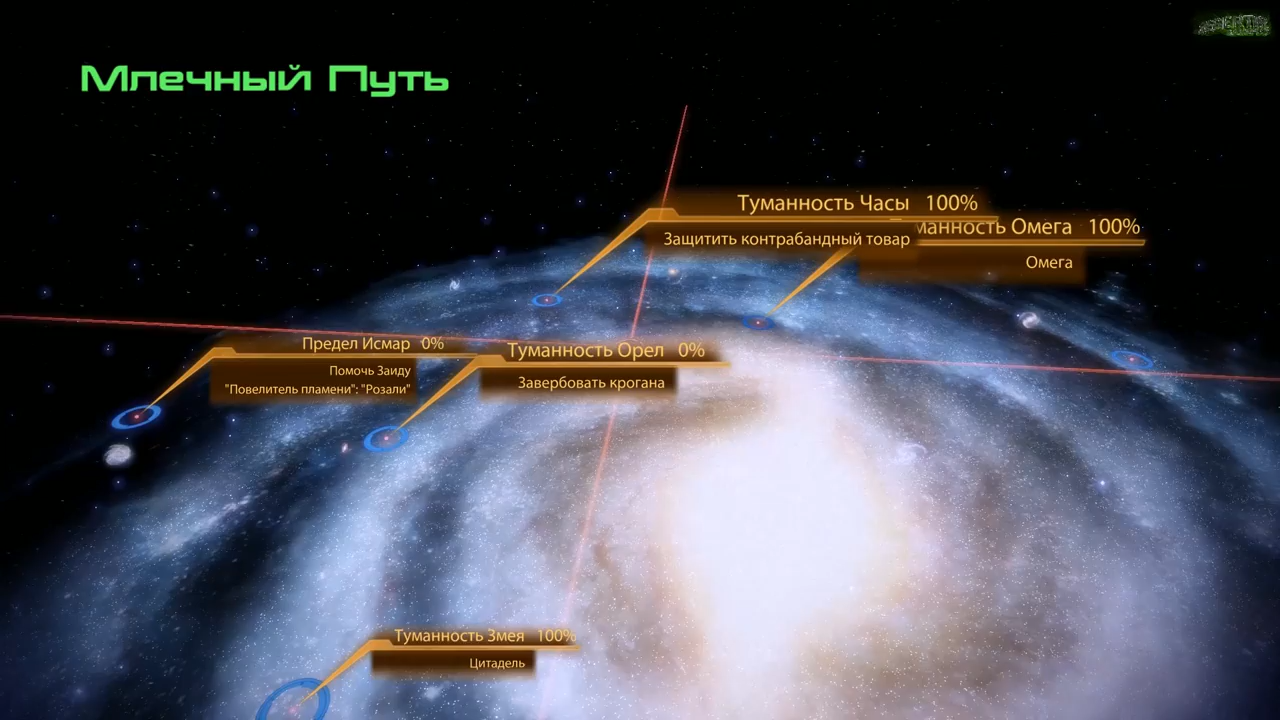 Млечный Путь
Туманность Часы 100%
Защитить контрабандный товар
Омега 100%
Омега
Предел Исмар 0%
Помочь Заиду
"Повелитель пламени": "Розали"
Туманность Орел 0%
Завербовать крогана
Туманность Змея 100%
Цитадель